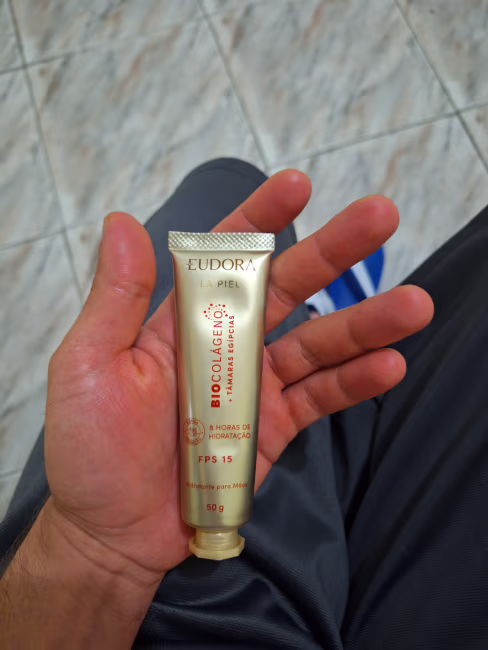 EUDORA
LA PIEL
BIOCOLÁGENO
+ TÂMARAS EGÍPCIAS
8 HORAS DE
HIDRATAÇÃO
FPS 15
Hidratante para Mãos
50 g